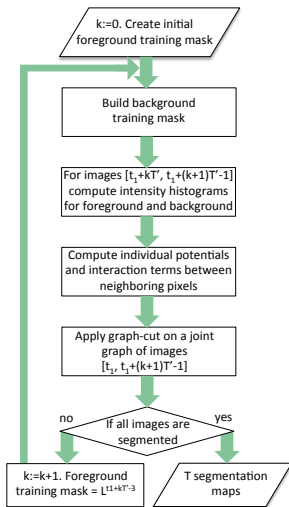 k:=0. Create initial
foreground training mask
Build background
training mask
For images [t₁+kT', t₁+(k+1)T'-1]
compute intensity histograms
for foreground and background
Compute individual potentials
and interaction terms between
neighboring pixels
Apply graph-cut on a joint
graph of images
[t₁, t₁+(k+1)T'-1]
no
If all images are
segmented
yes
k:=k+1. Foreground
training mask = L^{t1+kT'-3}
T segmentation
maps